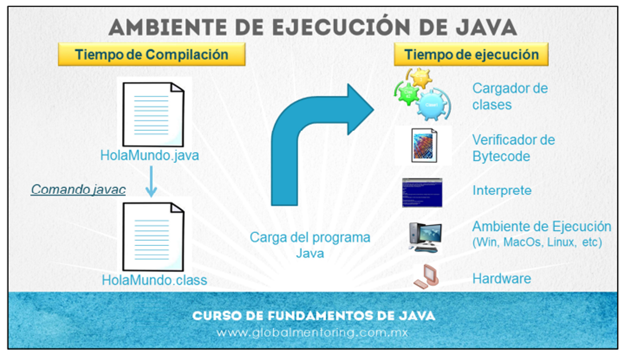 AMBIENTE DE EJECUCIÓN DE JAVA
Tiempo de Compilación
HolaMundo.java
Comando javac
HolaMundo.class
Carga del programa
Java
Tiempo de ejecución
Cargador de
clases
Verificador de
Bytecode
Interprete
Ambiente de Ejecución
(Win, MacOs, Linux, etc)
Hardware
CURSO DE FUNDAMENTOS DE JAVA
www.globalmentoring.com.mx